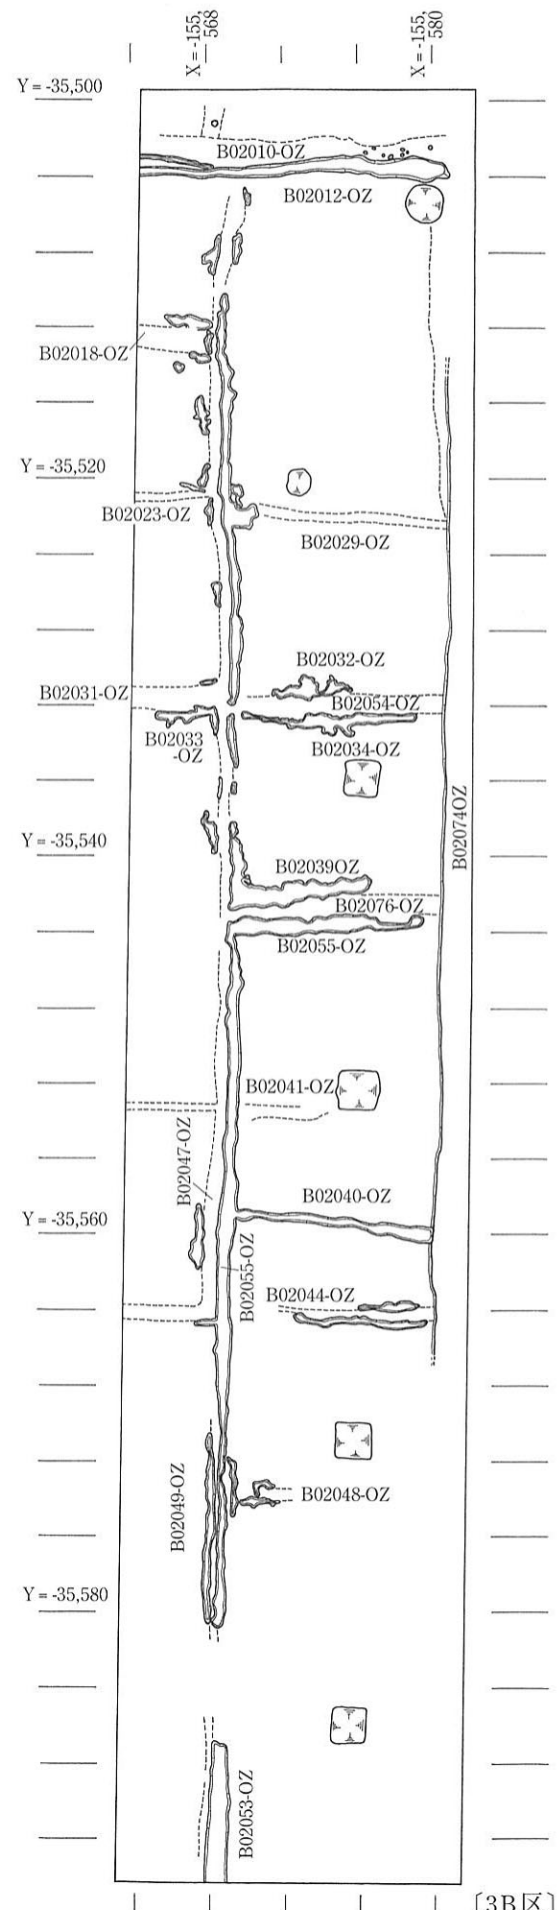 X = -155,
568
X = -155,
580
Y = -35,500
B02010-OZ
B02012-OZ
B02018-OZ
Y = -35,520
B02023-OZ
B02029-OZ
B02032-OZ
B02031-OZ
B02054-OZ
B02033
-OZ
B02034-OZ
B02074OZ
Y = -35,540
B02039OZ
B02076-OZ
B02055-OZ
B02041-OZ
B02047-OZ
B02040-OZ
Y = -35,560
B02055-OZ
B02044-OZ
B02049-OZ
B02048-OZ
Y = -35,580
B02053-OZ
〔3B区〕